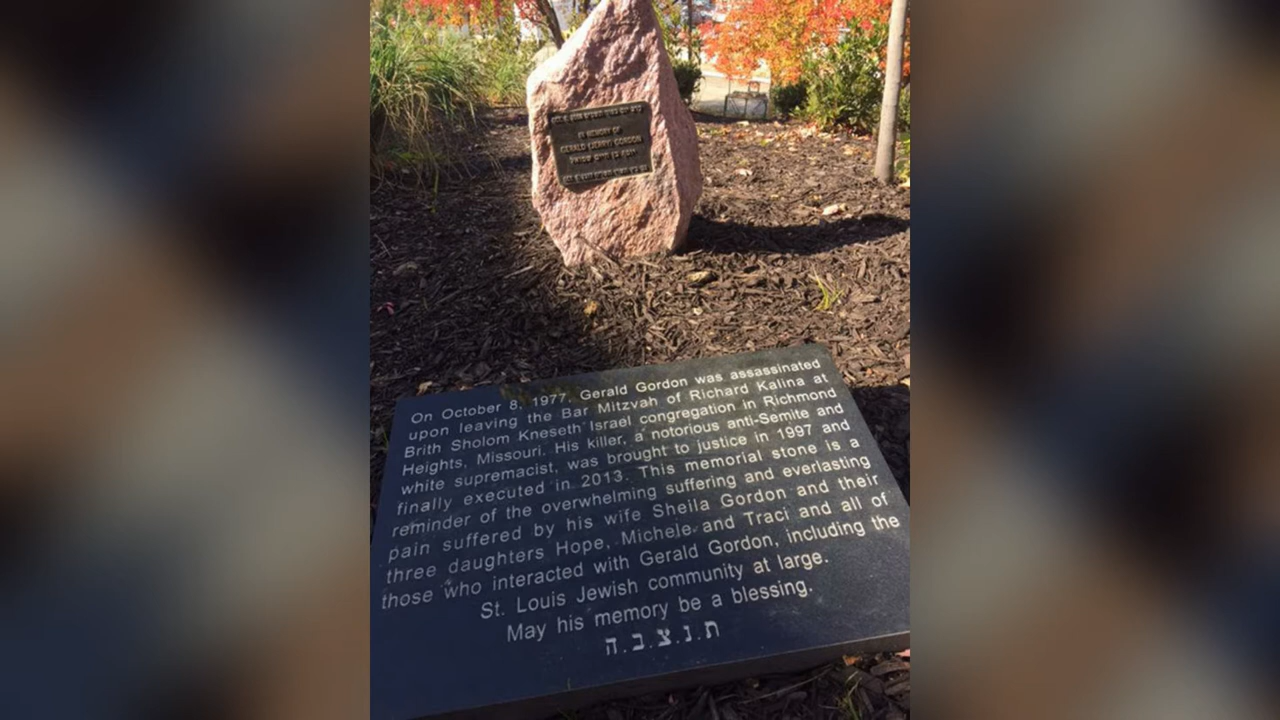 IN MEMORY OF
GERALD (JERRY) GORDON
On October 8, 1977, Gerald Gordon was assassinated
upon leaving the Bar Mitzvah of Richard Kalina at
Brith Sholom Kneseth Israel congregation in Richmond
Heights, Missouri. His killer, a notorious anti-Semite and
white supremacist, was brought to justice in 1997 and
finally executed in 2013. This memorial stone is a
reminder of the overwhelming suffering and everlasting
pain suffered by his wife Sheila Gordon and their
three daughters Hope, Michele and Traci and all of
those who interacted with Gerald Gordon, including the
St. Louis Jewish community at large.
May his memory be a blessing.
ת.נ.צ.ב.ה